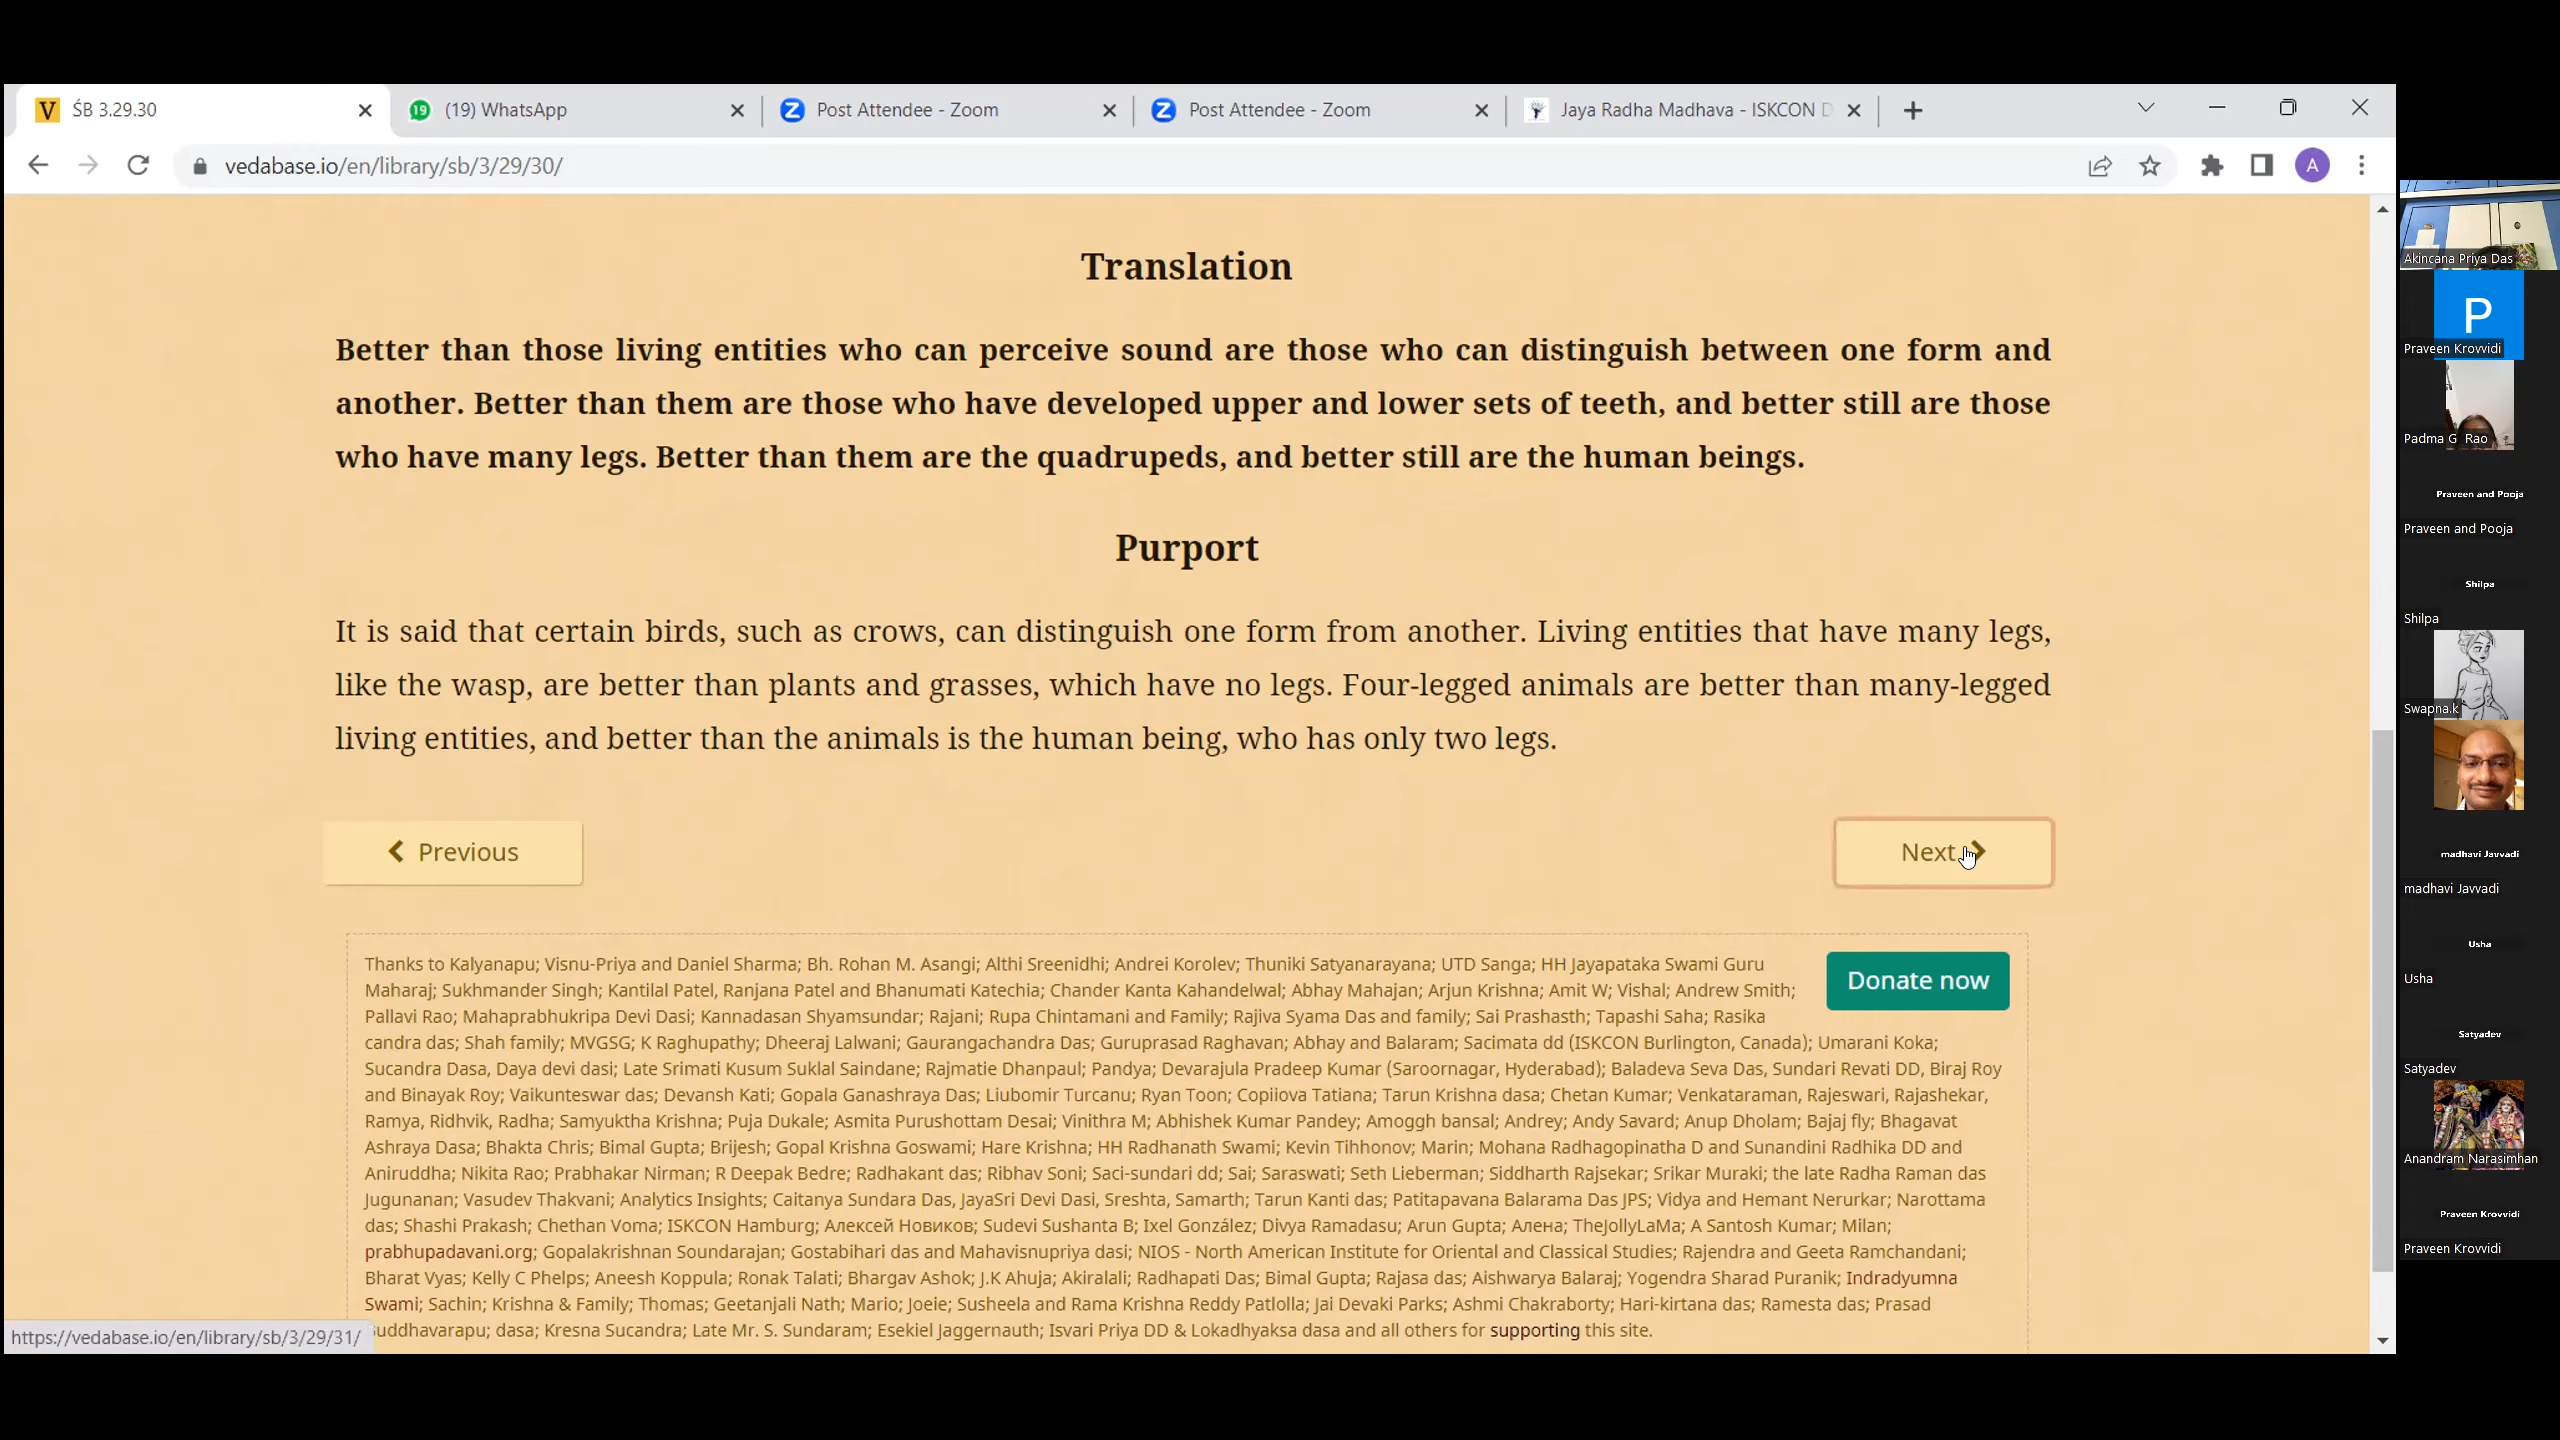 ŚB 3.29.30
(19) WhatsApp
Post Attendee - Zoom
Post Attendee - Zoom
Jaya Radha Madhava - ISKCON D
vedabase.io/en/library/sb/3/29/30/
A
Translation
Better than those living entities who can perceive sound are those who can distinguish between one form and
another. Better than them are those who have developed upper and lower sets of teeth, and better still are those
who have many legs. Better than them are the quadrupeds, and better still are the human beings.
Purport
It is said that certain birds, such as crows, can distinguish one form from another. Living entities that have many legs,
like the wasp, are better than plants and grasses, which have no legs. Four-legged animals are better than many-legged
living entities, and better than the animals is the human being, who has only two legs.
Previous
Next
Donate now
Thanks to Kalyanapu; Visnu-Priya and Daniel Sharma; Bh. Rohan M. Asangi; Althi Sreenidhi; Andrei Korolev; Thuniki Satyanarayana; UTD Sanga; HH Jayapataka Swami Guru
Maharaj; Sukhmander Singh; Kantilal Patel, Ranjana Patel and Bhanumati Katechia; Chander Kanta Kahandelwal; Abhay Mahajan; Arjun Krishna; Amit W; Vishal; Andrew Smith;
Pallavi Rao; Mahaprabhukripa Devi Dasi; Kannadasan Shyamsundar; Rajani; Rupa Chintamani and Family; Rajiva Syama Das and family; Sai Prashasth; Tapashi Saha; Rasika
candra das; Shah family; MVGSG; K Raghupathy; Dheeraj Lalwani; Gaurangachandra Das; Guruprasad Raghavan; Abhay and Balaram; Sacimata dd (ISKCON Burlington, Canada); Umarani Koka;
Sucandra Dasa, Daya devi dasi; Late Srimati Kusum Suklal Saindane; Rajmatie Dhanpaul; Pandya; Devarajula Pradeep Kumar (Saroornagar, Hyderabad); Baladeva Seva Das, Sundari Revati DD, Biraj Roy
and Binayak Roy; Vaikunteswar das; Devansh Kati; Gopala Ganashraya Das; Liubomir Turcanu; Ryan Toon; Copiiova Tatiana; Tarun Krishna dasa; Chetan Kumar; Venkataraman, Rajeswari, Rajashekar,
Ramya, Ridhvik, Radha; Samyuktha Krishna; Puja Dukale; Asmita Purushottam Desai; Vinithra M; Abhishek Kumar Pandey; Amoggh bansal; Andrey; Andy Savard; Anup Dholam; Bajaj fly; Bhagavat
Ashraya Dasa; Bhakta Chris; Bimal Gupta; Brijesh; Gopal Krishna Goswami; Hare Krishna; HH Radhanath Swami; Kevin Tihhonov; Marin; Mohana Radhagopinatha D and Sunandini Radhika DD and
Aniruddha; Nikita Rao; Prabhakar Nirman; R Deepak Bedre; Radhakant das; Ribhav Soni; Saci-sundari dd; Sai; Saraswati; Seth Lieberman; Siddharth Rajsekar; Srikar Muraki; the late Radha Raman das
Jugunanan; Vasudev Thakvani; Analytics Insights; Caitanya Sundara Das, JayaSri Devi Dasi, Sreshta, Samarth; Tarun Kanti das; Patitapavana Balarama Das JPS; Vidya and Hemant Nerurkar; Narottama
das; Shashi Prakash; Chethan Voma; ISKCON Hamburg; Алексей Новиков; Sudevi Sushanta B; Ixel González; Divya Ramadasu; Arun Gupta; Алена; TheJollyLaMa; A Santosh Kumar; Milan;
prabhupadavani.org; Gopalakrishnan Soundarajan; Gostabihari das and Mahavisnupriya dasi; NIOS - North American Institute for Oriental and Classical Studies; Rajendra and Geeta Ramchandani;
Bharat Vyas; Kelly C Phelps; Aneesh Koppula; Ronak Talati; Bhargav Ashok; J.K Ahuja; Akiralali; Radhapati Das; Bimal Gupta; Rajasa das; Aishwarya Balaraj; Yogendra Sharad Puranik; Indradyumna
Swami; Sachin; Krishna & Family; Thomas; Geetanjali Nath; Mario; Joeie; Susheela and Rama Krishna Reddy Patlolla; Jai Devaki Parks; Ashmi Chakraborty; Hari-kirtana das; Ramesta das; Prasad
uddhavarapu; dasa; Kresna Sucandra; Late Mr. S. Sundaram; Esekiel Jaggernauth; Isvari Priya DD & Lokadhyaksa dasa and all others for supporting this site.
https://vedabase.io/en/library/sb/3/29/31/
Akincana Priya Das
P
Praveen Krovvidi
Padma G Rao
Praveen and Pooja
Praveen and Pooja
Shilpa
Shilpa
Swapna.k
madhavi Javvadi
madhavi Javvadi
Usha
Usha
Satyadev
Satyadev
Anandram Narasimhan
Praveen Krovvidi
Praveen Krovvidi